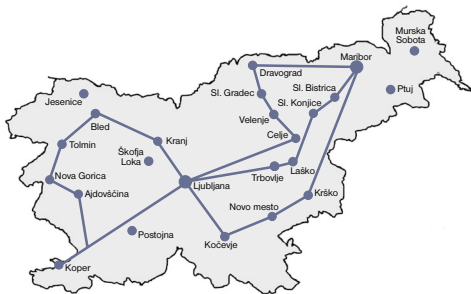 Murska
Sobota
Maribor
Dravograd
Sl. Gradec
Sl. Bistrica
Ptuj
Jesenice
Sl. Konjice
Bled
Velenje
Celje
Tolmin
Škofja
Loka
Kranj
Laško
Trbovlje
Nova Gorica
Ljubljana
Ajdovščina
Krško
Novo mesto
Postojna
Kočevje
Koper